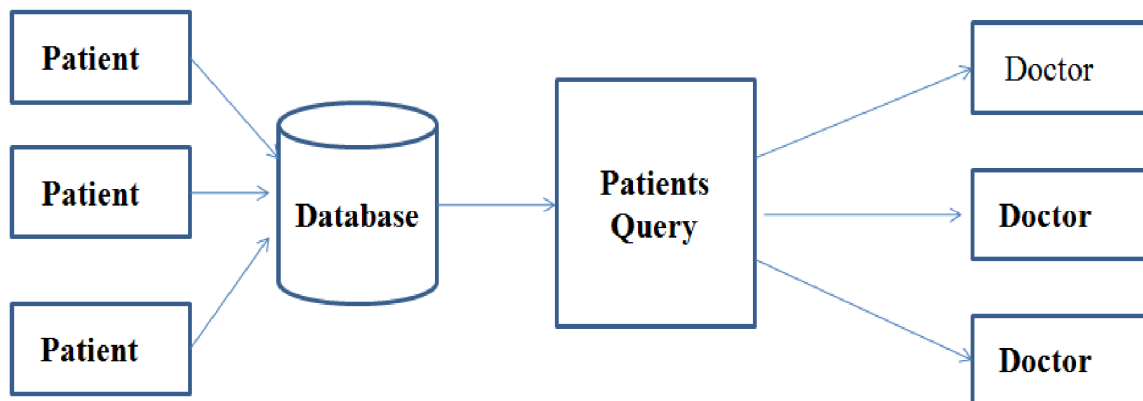 Patient
Patient
Patient
Database
Patients
Query
Doctor
Doctor
Doctor